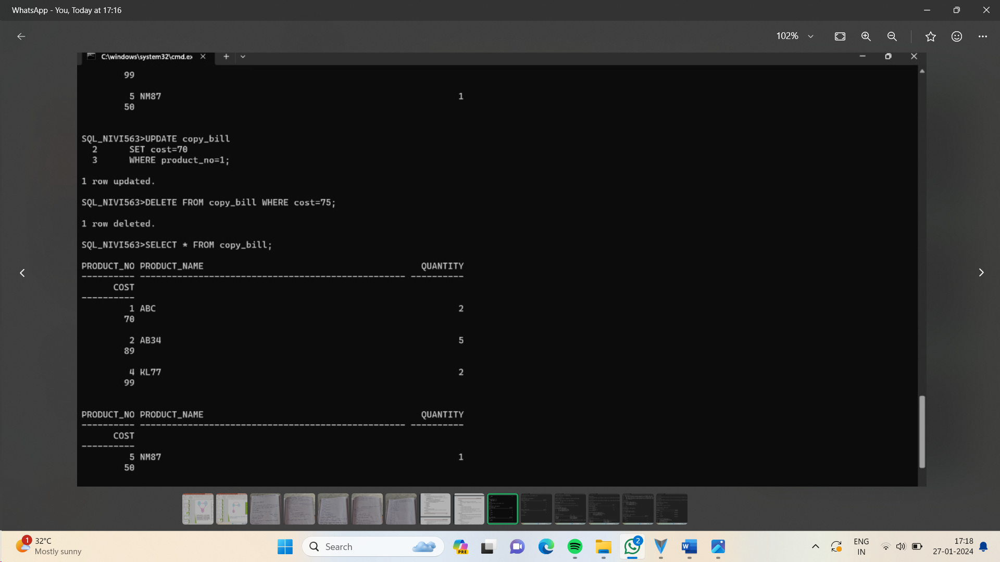 WhatsApp - You, Today at 17:16
102%
C:\windows\system32\cmd.ex
99
5 NM87 1
50
SQL_NIVI563>UPDATE copy_bill
2 SET cost=70
3 WHERE product_no=1;
1 row updated.
SQL_NIVI563>DELETE FROM copy_bill WHERE cost=75;
1 row deleted.
SQL_NIVI563>SELECT * FROM copy_bill;
PRODUCT_NO PRODUCT_NAME QUANTITY
---------- -------------------------------------------------- ----------
COST
----------
1 ABC 2
70
2 AB34 5
89
4 KL77 2
99
PRODUCT_NO PRODUCT_NAME QUANTITY
---------- -------------------------------------------------- ----------
COST
----------
5 NM87 1
50
1
32°C
Mostly sunny
Search
PRE
2
W
ENG
IN
17:18
27-01-2024